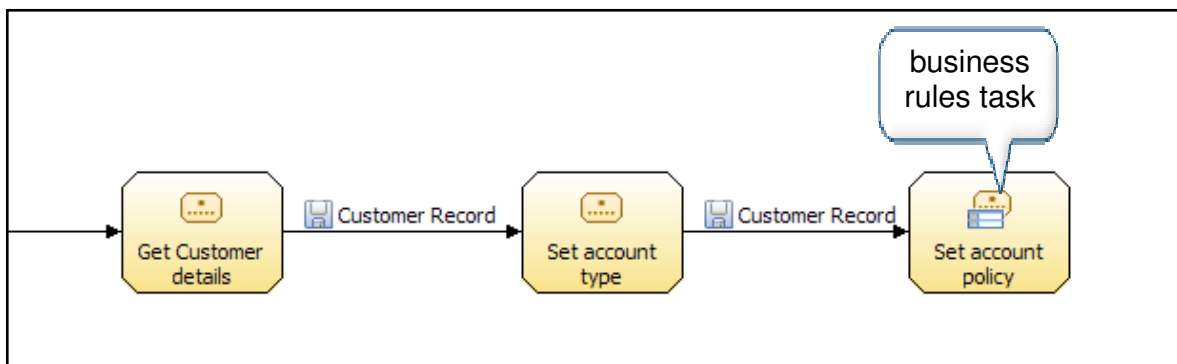 business
rules task
Customer Record
Customer Record
Get Customer
details
Set account
type
Set account
policy